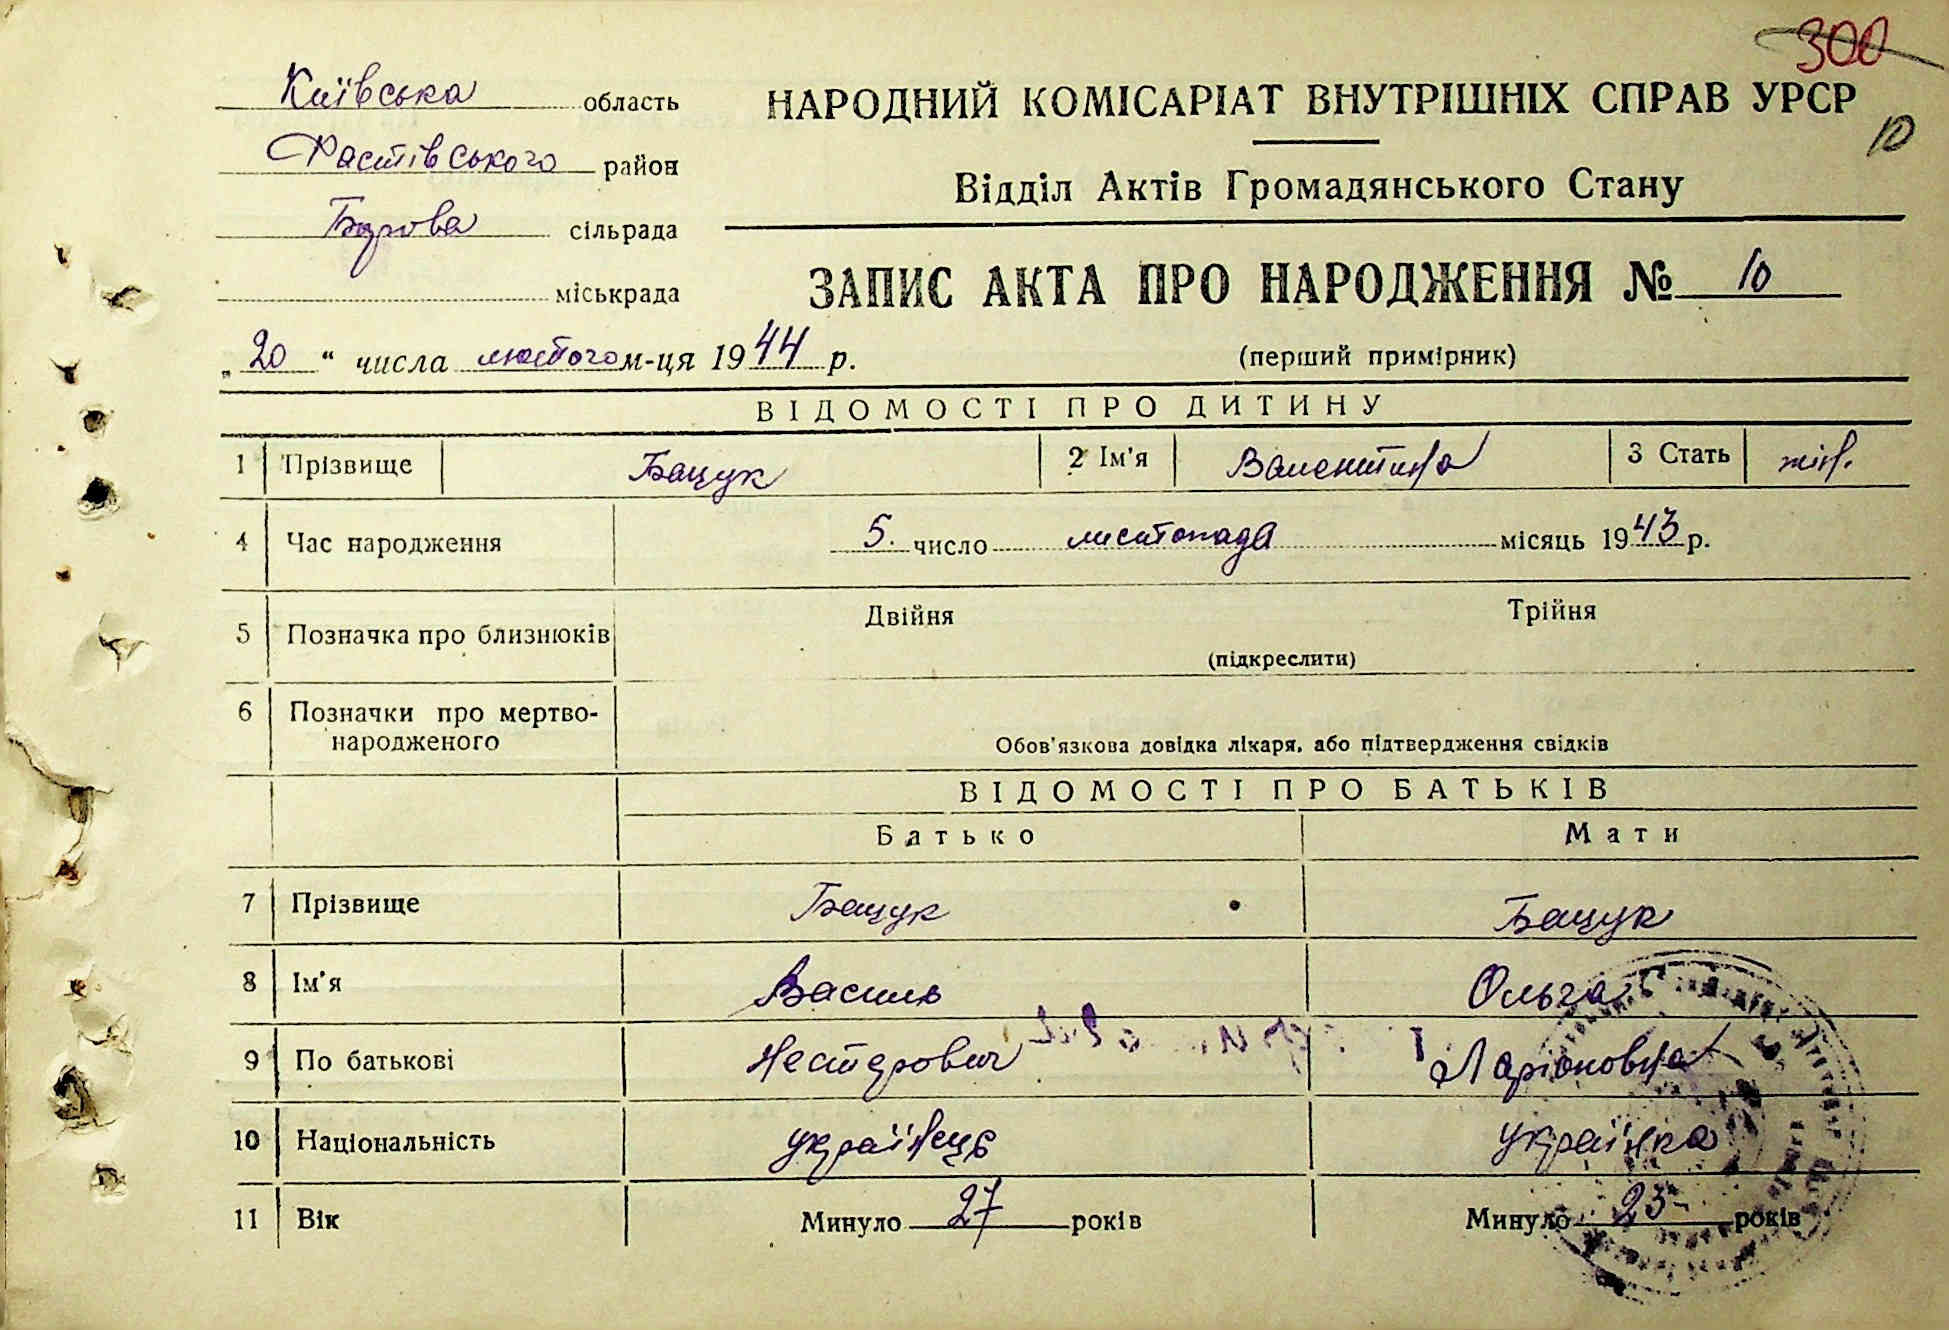 300
Київська область
НАРОДНИЙ КОМІСАРІАТ ВНУТРІШНІХ СПРАВ УРСР
10
Фастівського район
Відділ Актів Громадянського Стану
Борова сільрада
міськрада
ЗАПИС АКТА ПРО НАРОДЖЕННЯ № 10
„20“ числа лютого м-ця 1944 р.
(перший примірник)
ВІДОМОСТІ ПРО ДИТИНУ
1 Прізвище Бацук 2 Ім'я Валентина 3 Стать жін.
4 Час народження 5. число листопада місяць 1943 р.
5 Позначка про близнюків Двійня Трійня
(підкреслити)
6 Позначки про мертво-
народженого
Обов'язкова довідка лікаря, або підтвердження свідків
ВІДОМОСТІ ПРО БАТЬКІВ
Батько Мати
7 Прізвище Бацук Бацук
8 Ім'я Василь Ольга
9 По батькові Нестерович Ларіоновна
10 Національність українець українка
11 Вік Минуло 27 років Минуло 23 років